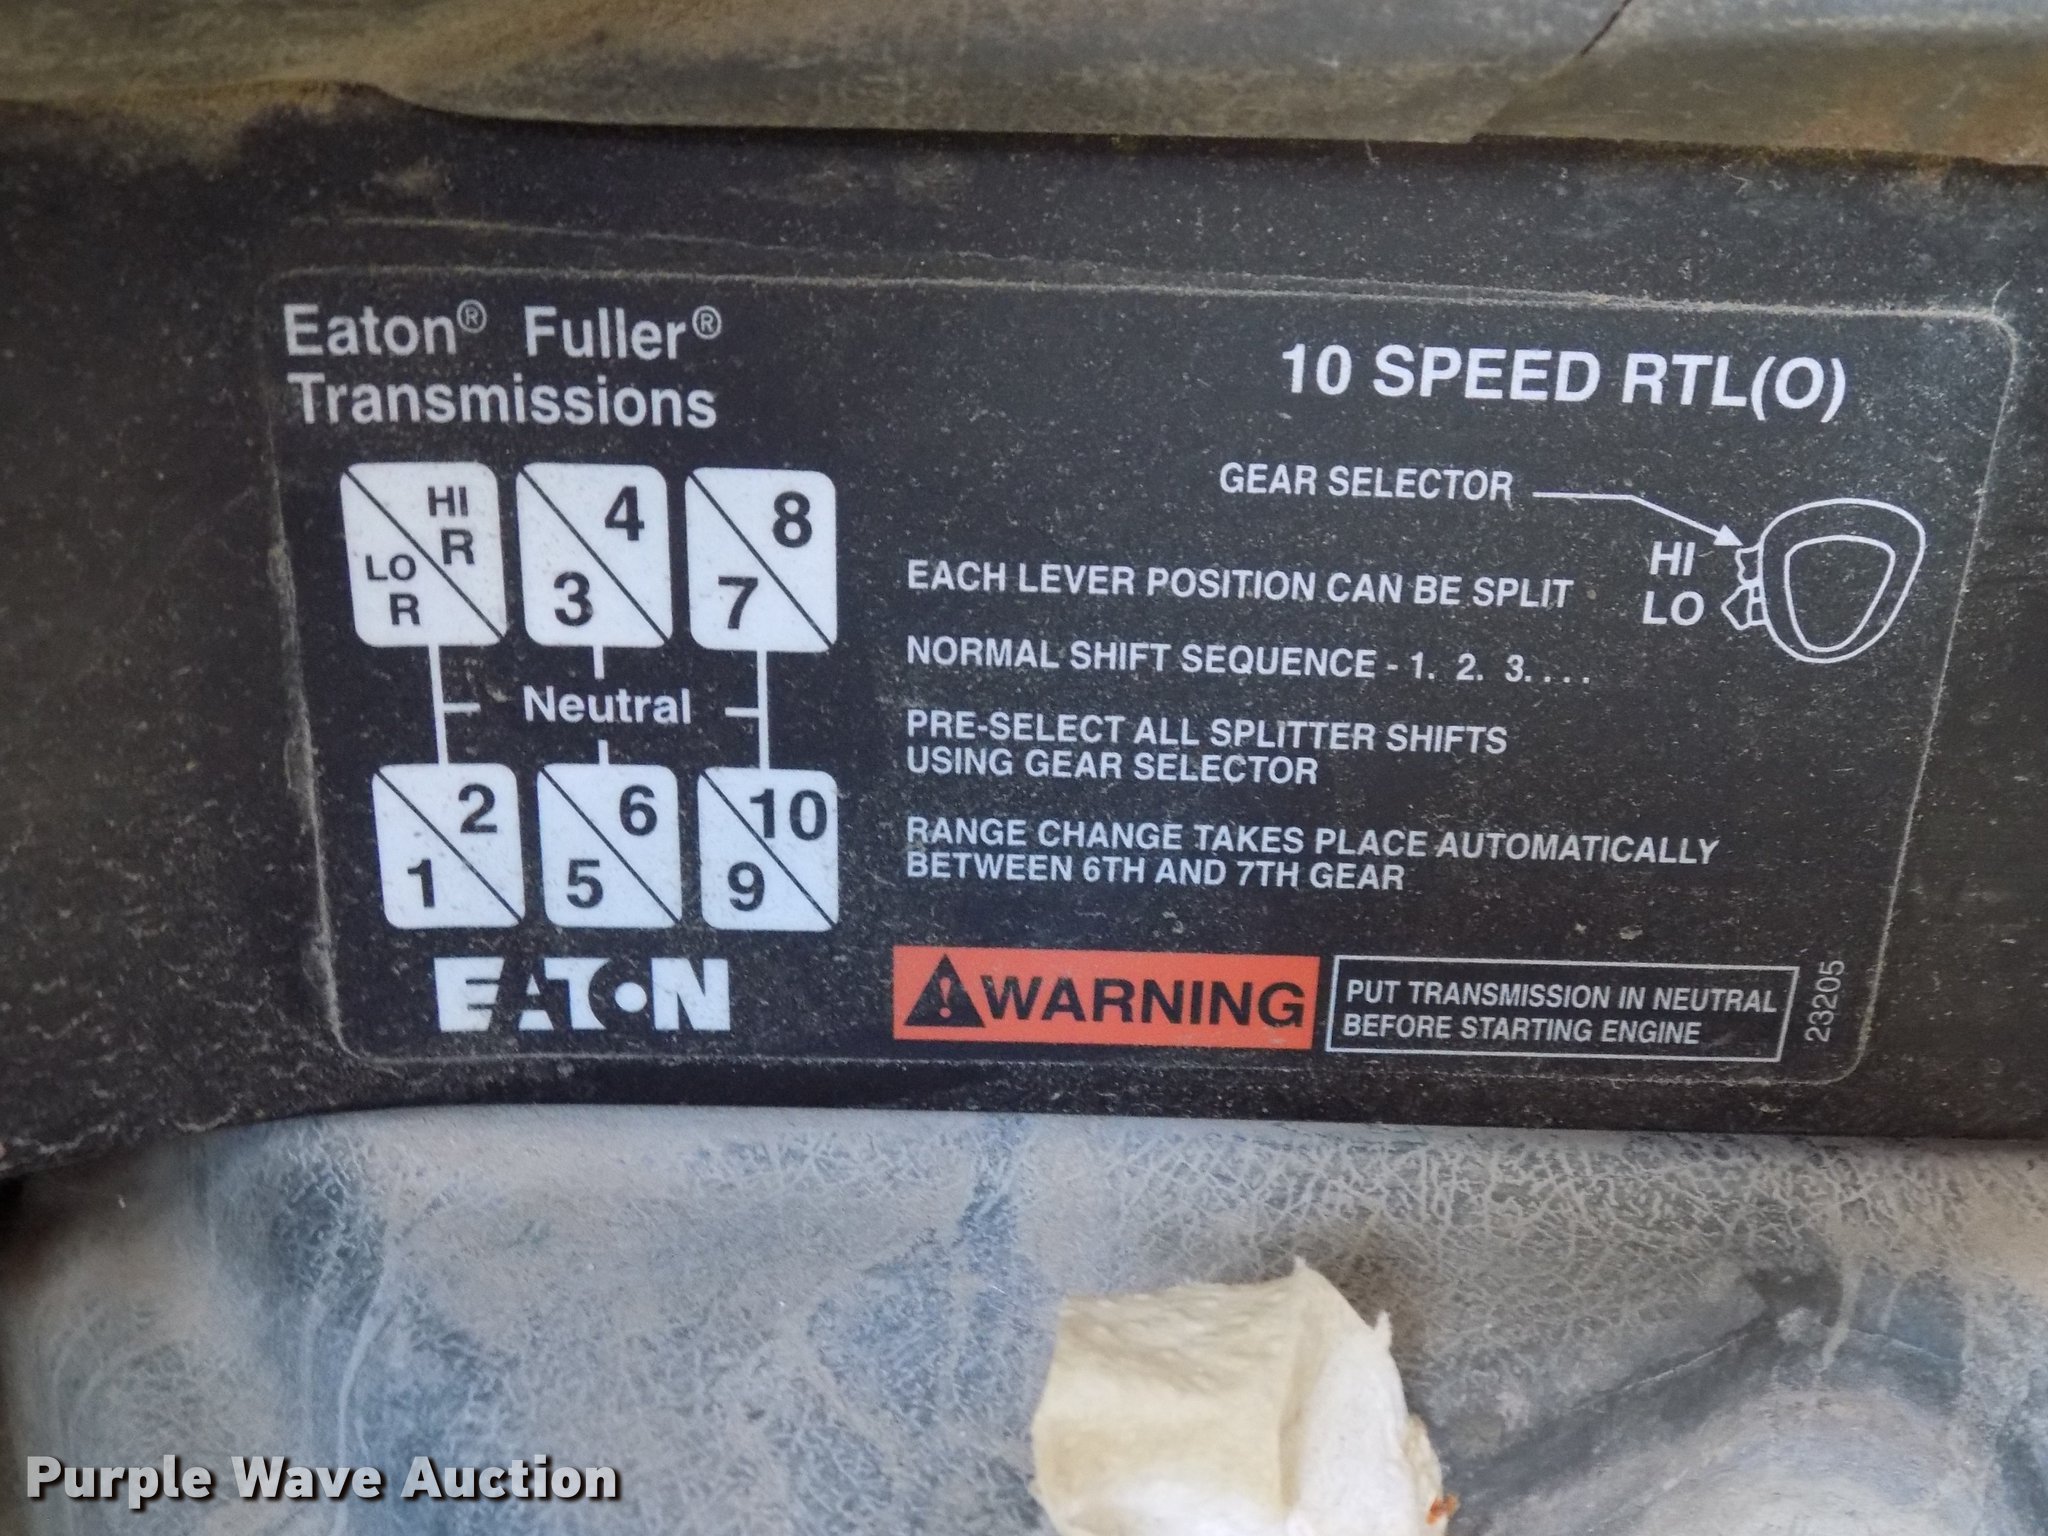 Eaton® Fuller®
Transmissions
HI
R
LO
R
4
3
8
7
Neutral
2
1
6
5
10
9
EATON
10 SPEED RTL(O)
GEAR SELECTOR
HI
LO
EACH LEVER POSITION CAN BE SPLIT
NORMAL SHIFT SEQUENCE - 1. 2. 3. . . .
PRE-SELECT ALL SPLITTER SHIFTS
USING GEAR SELECTOR
RANGE CHANGE TAKES PLACE AUTOMATICALLY
BETWEEN 6TH AND 7TH GEAR
WARNING
PUT TRANSMISSION IN NEUTRAL
BEFORE STARTING ENGINE
23205
Purple Wave Auction